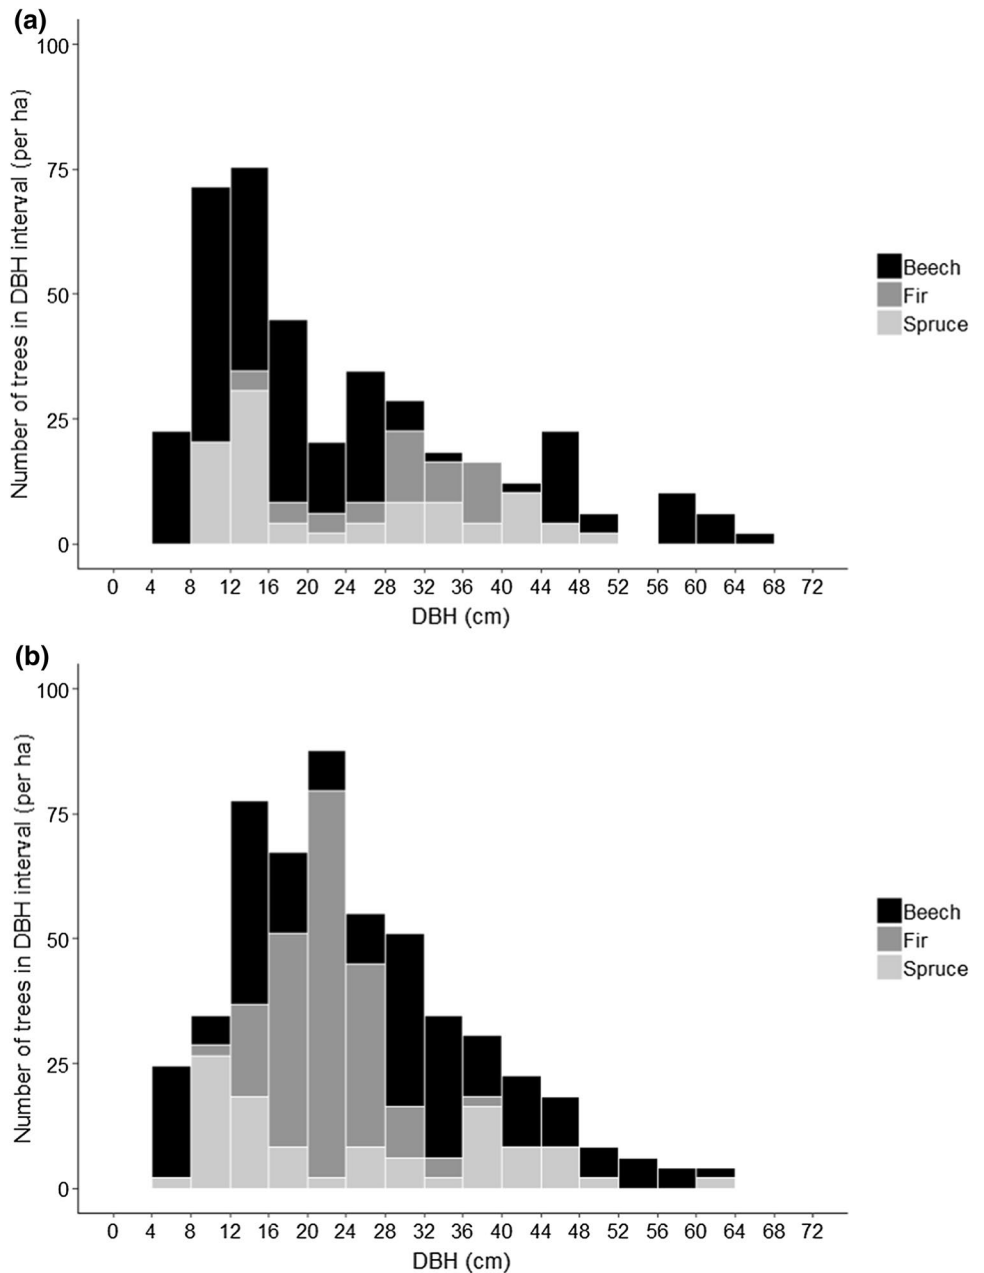 (a)
Number of trees in DBH interval (per ha)
100
75
50
25
0
0 4 8 12 16 20 24 28 32 36 40 44 48 52 56 60 64 68 72
DBH (cm)
Beech
Fir
Spruce
(b)
Number of trees in DBH interval (per ha)
100
75
50
25
0
0 4 8 12 16 20 24 28 32 36 40 44 48 52 56 60 64 68 72
DBH (cm)
Beech
Fir
Spruce